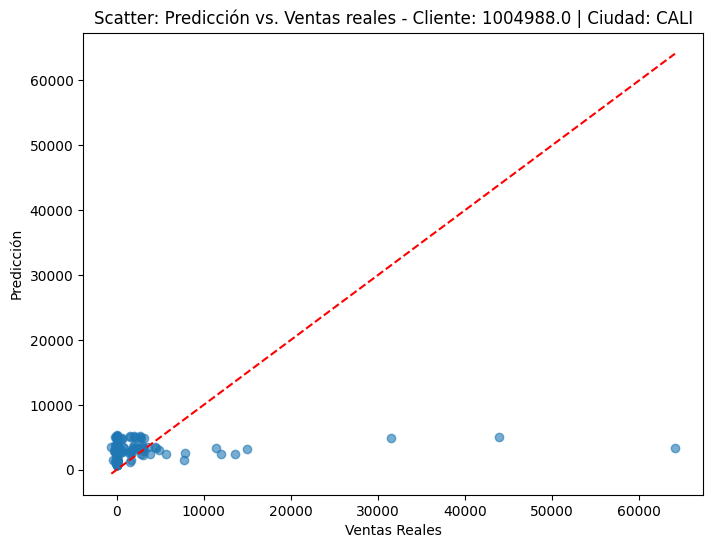 Scatter: Predicción vs. Ventas reales - Cliente: 1004988.0 | Ciudad: CALI
60000
50000
40000
30000
20000
10000
0
Predicción
0 10000 20000 30000 40000 50000 60000
Ventas Reales